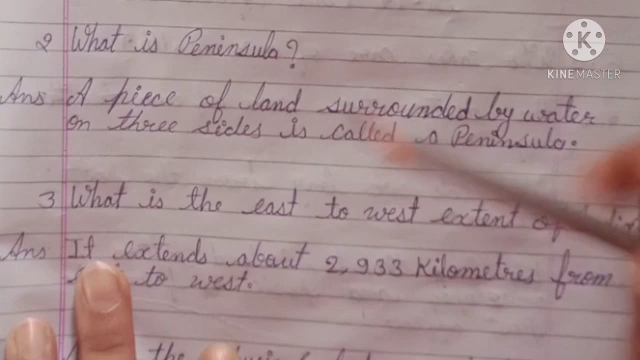 KINEMASTER
2 What is Peninsula?
Ans A piece of land surrounded by water
on three sides is called a Peninsula.
3 What is the east to west extent of
Ans It extends about 2,933 Kilometres from
to west.
the